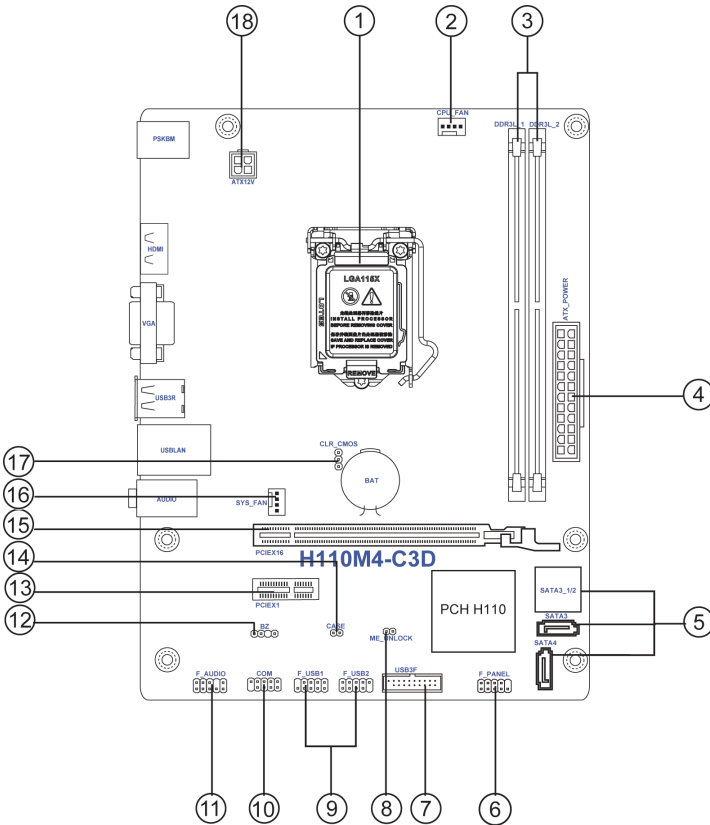 18
1
2
3
CPU_FAN
DDR3L_1 DDR3L_2
PSKBM
ATX12V
HDMI
LGA115X
LOTES
INSTALL PROCESSOR
BEFORE REMOVING COVER
SAVE AND REPLACE COVER
IF PROCESSOR IS REMOVED
REMOVE
ATX_POWER
VGA
USB3R
4
CLR_CMOS
17
USBLAN
BAT
16
SYS_FAN
AUDIO
15
PCIEX16
H110M4-C3D
14
13
PCIEX1
PCH H110
SATA3_1/2
12
BZ
CASE
ME_UNLOCK
SATA3
5
SATA4
F_AUDIO
COM
F_USB1
F_USB2
USB3F
F_PANEL
11
10
9
8
7
6